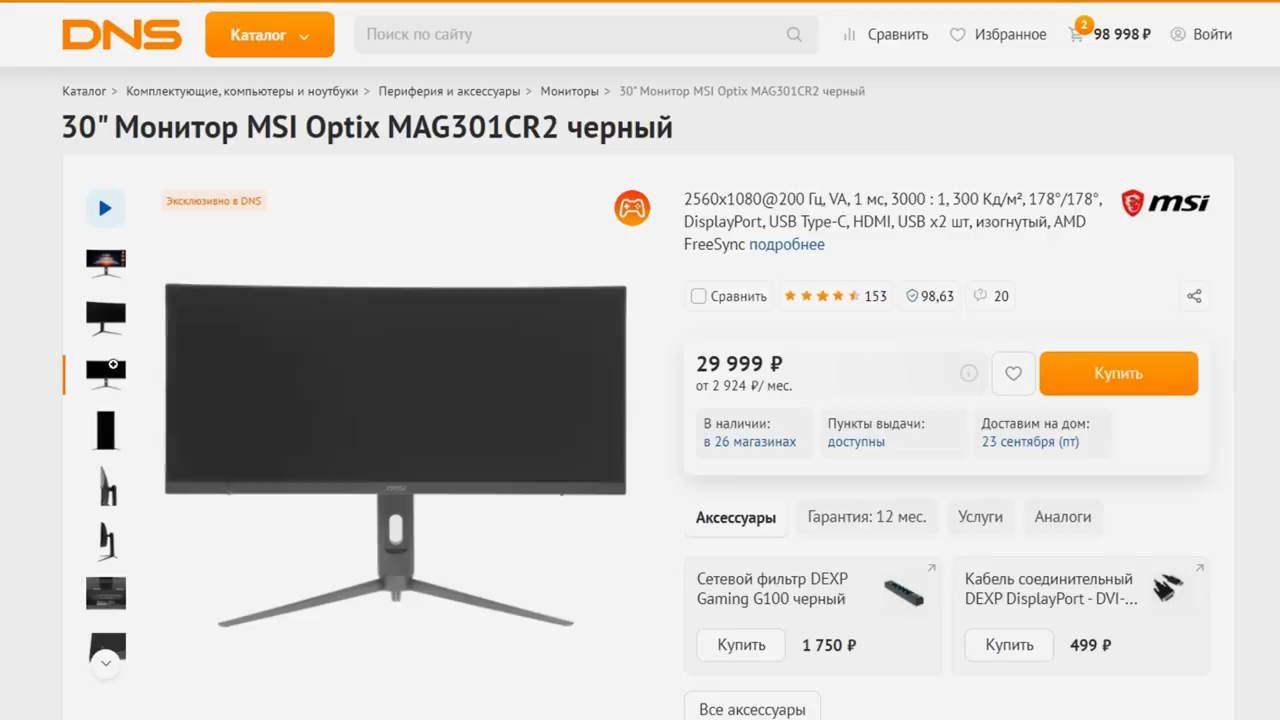 DNS
Каталог
Поиск по сайту
Сравнить
Избранное
2
98 998 ₽
Войти
Каталог > Комплектующие, компьютеры и ноутбуки > Периферия и аксессуары > Мониторы > 30" Монитор MSI Optix MAG301CR2 черный
30" Монитор MSI Optix MAG301CR2 черный
Эксклюзивно в DNS
2560x1080@200 Гц, VA, 1 мс, 3000 : 1, 300 Кд/м², 178°/178°,
DisplayPort, USB Type-C, HDMI, USB x2 шт, изогнутый, AMD
FreeSync подробнее
msi
Сравнить
153
98,63
20
29 999 ₽
от 2 924 ₽/ мес.
Купить
В наличии:
в 26 магазинах
Пункты выдачи:
доступны
Доставим на дом:
23 сентября (пт)
Аксессуары
Гарантия: 12 мес.
Услуги
Аналоги
Сетевой фильтр DEXP
Gaming G100 черный
Купить
1 750 ₽
Кабель соединительный
DEXP DisplayPort - DVI-...
Купить
499 ₽
Все аксессуары
msi